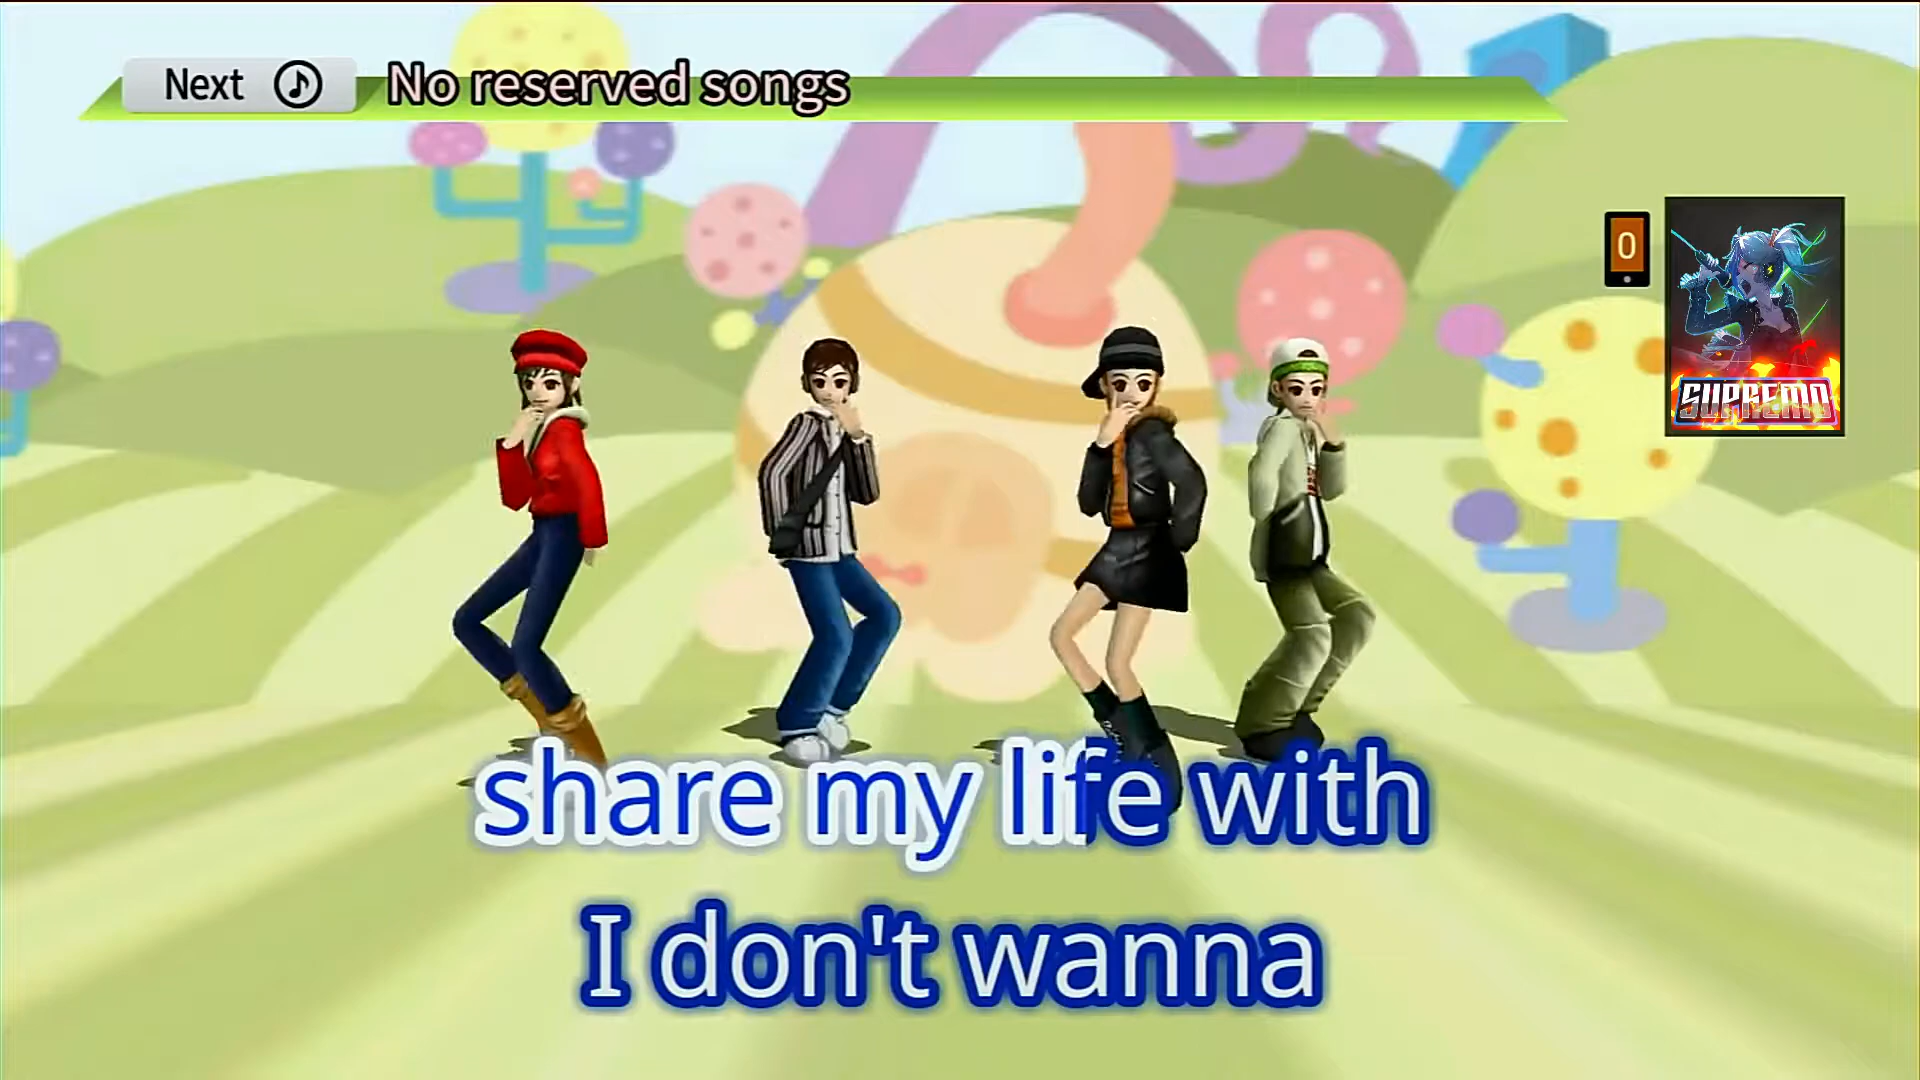 Next
No reserved songs
0
SUPREMO
share my life with
I don't wanna